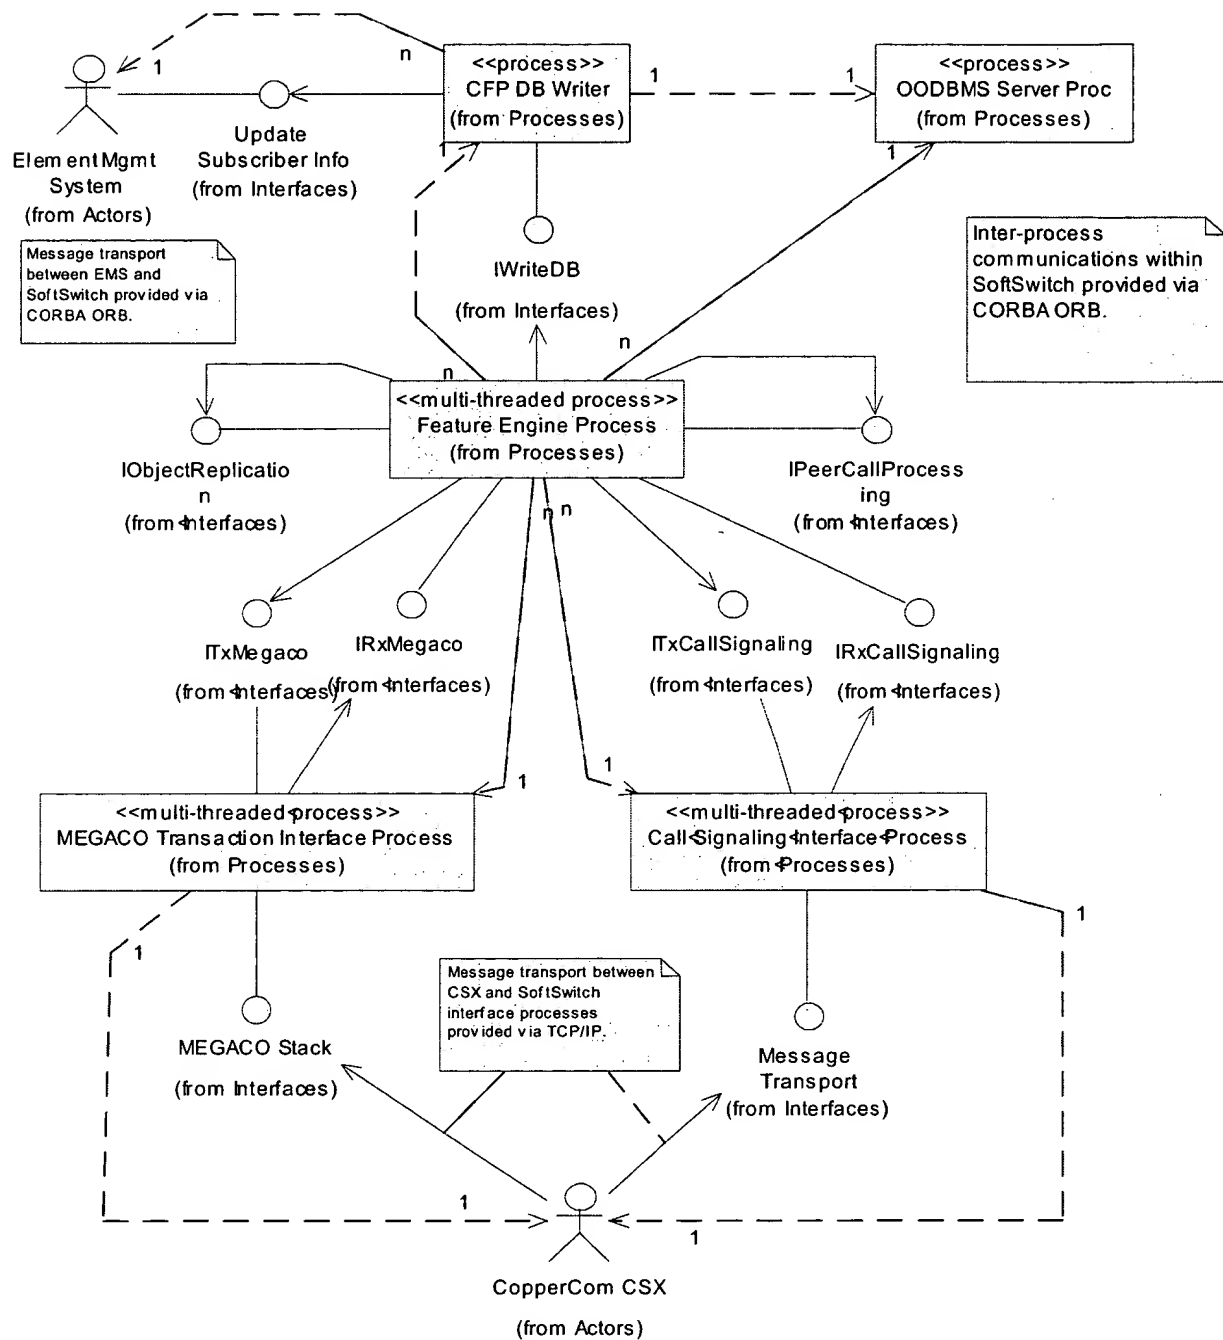 1
n
<<process>>
CFP DB Writer
(from Processes)
1
1
<<process>>
OODBMS Server Proc
(from Processes)
ElementMgmt
System
(from Actors)
Update
Subscriber Info
(from Interfaces)
1
1
Message transport
between EMS and
SoftSwitch provided via
CORBA ORB.
IWriteDB
(from Interfaces)
Inter-process
communications within
SoftSwitch provided via
CORBA ORB.
n
n
<<multi-threaded process>>
Feature Engine Process
(from Processes)
IObjectReplicatio
n
(from Interfaces)
IPeerCallProcess
ing
(from Interfaces)
n
n
ITxMegaco
(from Interfaces)
IRxMegaco
(from Interfaces)
ITxCallSignaling
(from Interfaces)
IRxCallSignaling
(from Interfaces)
1
1
<<multi-threaded process>>
MEGACO Transaction Interface Process
(from Processes)
<<multi-threaded process>>
Call Signaling Interface Process
(from Processes)
1
1
Message transport between
CSX and SoftSwitch
interface processes
provided via TCP/IP.
MEGACO Stack
(from Interfaces)
Message
Transport
(from Interfaces)
1
1
CopperCom CSX
(from Actors)